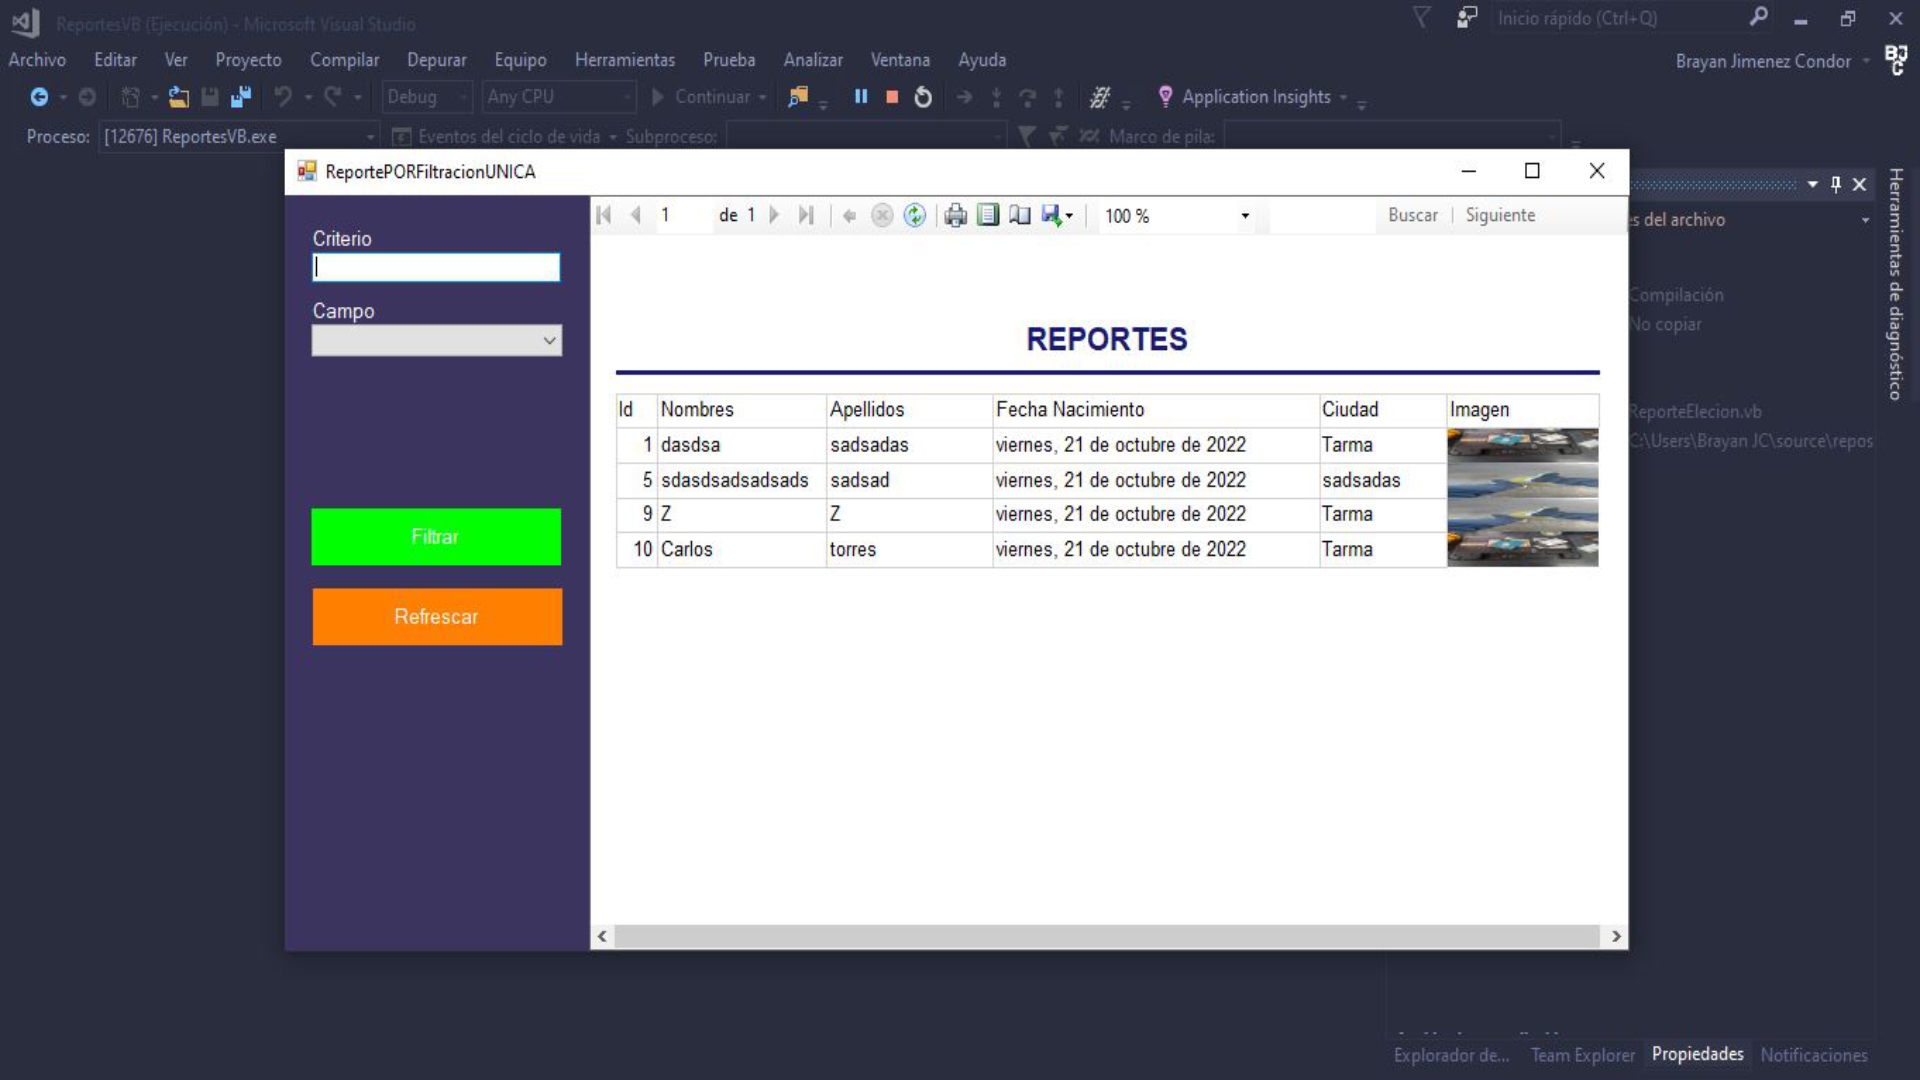 ReportesVB (Ejecución) - Microsoft Visual Studio
Inicio rápido (Ctrl+Q)
Archivo Editar Ver Proyecto Compilar Depurar Equipo Herramientas Prueba Analizar Ventana Ayuda
Brayan Jimenez Condor
BJC
Debug Any CPU Continuar Application Insights
Proceso: [12676] ReportesVB.exe Eventos del ciclo de vida Subproceso: Marco de pila:
ReportePORFiltracionUNICA
Criterio
Campo
Filtrar
Refrescar
1 de 1 100 % Buscar | Siguiente
REPORTES
Id Nombres Apellidos Fecha Nacimiento Ciudad Imagen
1 dasdsa sadsadas viernes, 21 de octubre de 2022 Tarma
5 sdasdsadsadsads sadsad viernes, 21 de octubre de 2022 sadsadas
9 Z Z viernes, 21 de octubre de 2022 Tarma
10 Carlos torres viernes, 21 de octubre de 2022 Tarma
del archivo
Compilación
No copiar
ReporteElecion.vb
C:\Users\Brayan JC\source\repos
Herramientas de diagnóstico
Explorador de... Team Explorer Propiedades Notificaciones